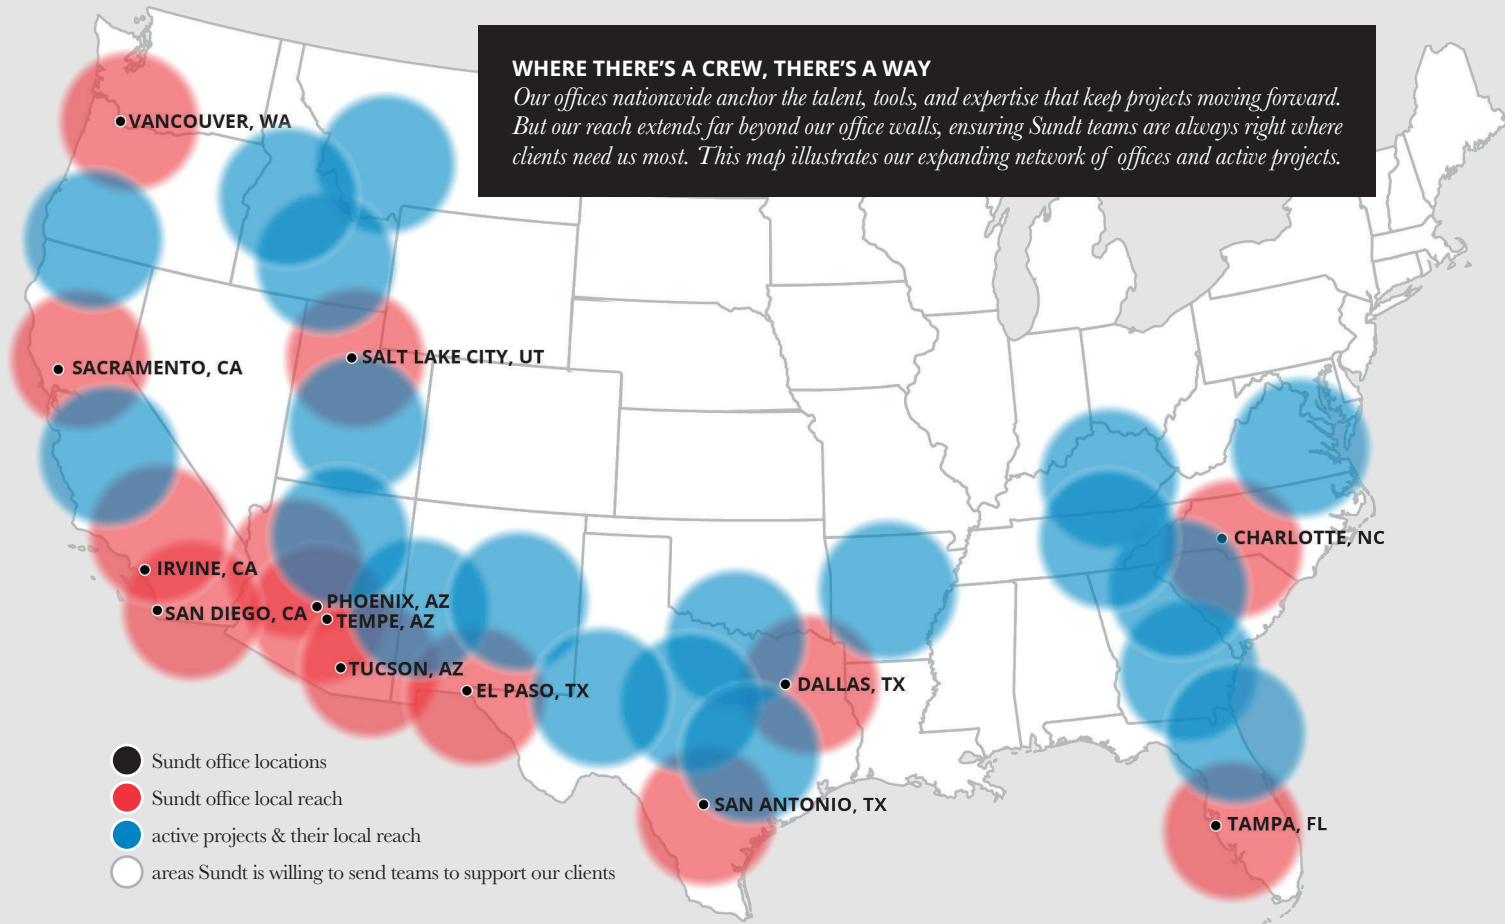 WHERE THERE'S A CREW, THERE'S A WAY
Our offices nationwide anchor the talent, tools, and expertise that keep projects moving forward.
But our reach extends far beyond our office walls, ensuring Sundt teams are always right where
clients need us most. This map illustrates our expanding network of offices and active projects.
VANCOUVER, WA
SACRAMENTO, CA
SALT LAKE CITY, UT
CHARLOTTE, NC
IRVINE, CA
SAN DIEGO, CA
PHOENIX, AZ
TEMPE, AZ
TUCSON, AZ
EL PASO, TX
DALLAS, TX
SAN ANTONIO, TX
TAMPA, FL
Sundt office locations
Sundt office local reach
active projects & their local reach
areas Sundt is willing to send teams to support our clients